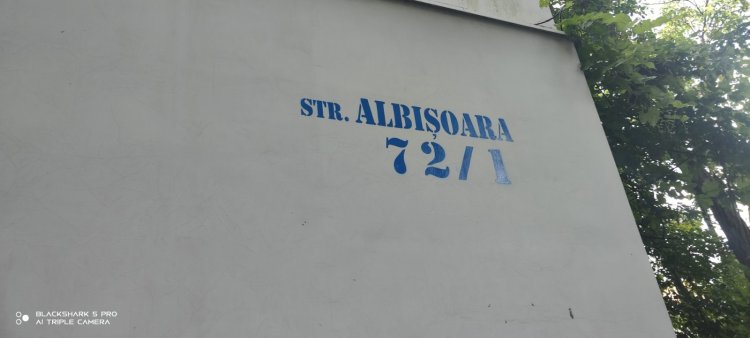 STR. ALBIȘOARA
72/1
BLACKSHARK 5 PRO
AI TRIPLE CAMERA